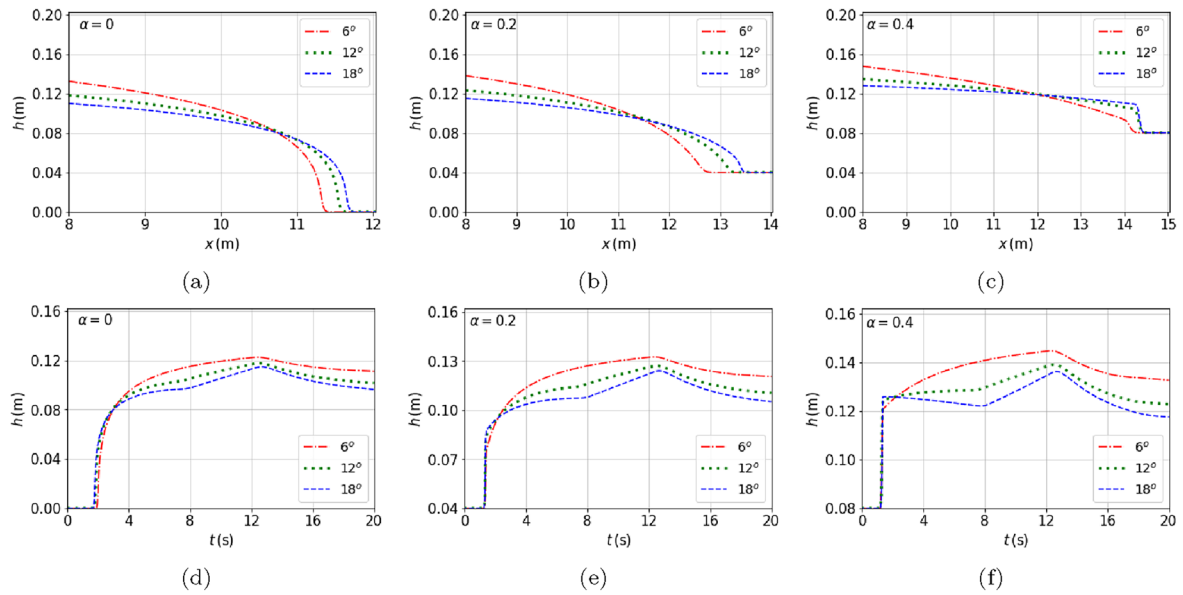 α = 0
α = 0.2
α = 0.4
6°
12°
18°
6°
12°
18°
6°
12°
18°
0.20
0.16
0.12
0.08
0.04
0.00
0.20
0.16
0.12
0.08
0.04
0.00
0.20
0.16
0.12
0.08
0.04
0.00
h (m)
h (m)
h (m)
8 9 10 11 12
8 9 10 11 12 13 14
8 9 10 11 12 13 14 15
x (m)
x (m)
x (m)
(a)
(b)
(c)
α = 0
α = 0.2
α = 0.4
0.16
0.12
0.08
0.04
0.00
0.16
0.13
0.10
0.07
0.04
0.16
0.14
0.12
0.10
0.08
h (m)
h (m)
h (m)
6°
12°
18°
6°
12°
18°
6°
12°
18°
0 4 8 12 16 20
0 4 8 12 16 20
0 4 8 12 16 20
t (s)
t (s)
t (s)
(d)
(e)
(f)